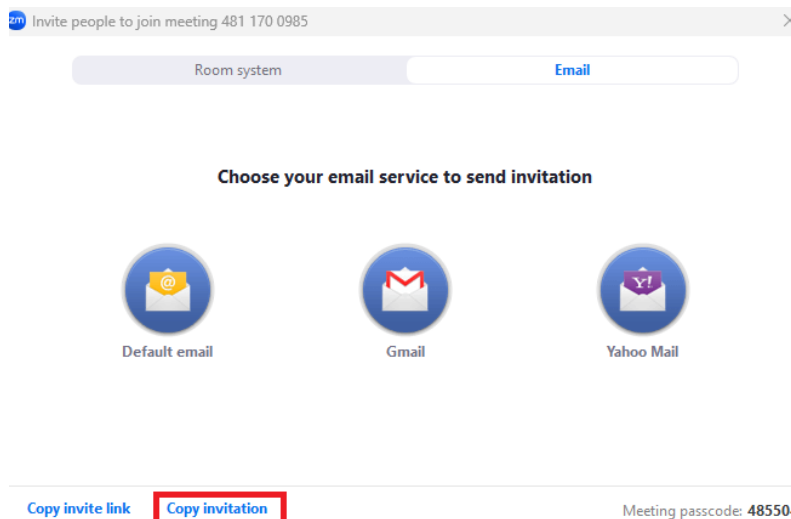 zm Invite people to join meeting 481 170 0985
Room system Email
Choose your email service to send invitation
@ Y!
Default email Gmail Yahoo Mail
Copy invite link Copy invitation Meeting passcode: